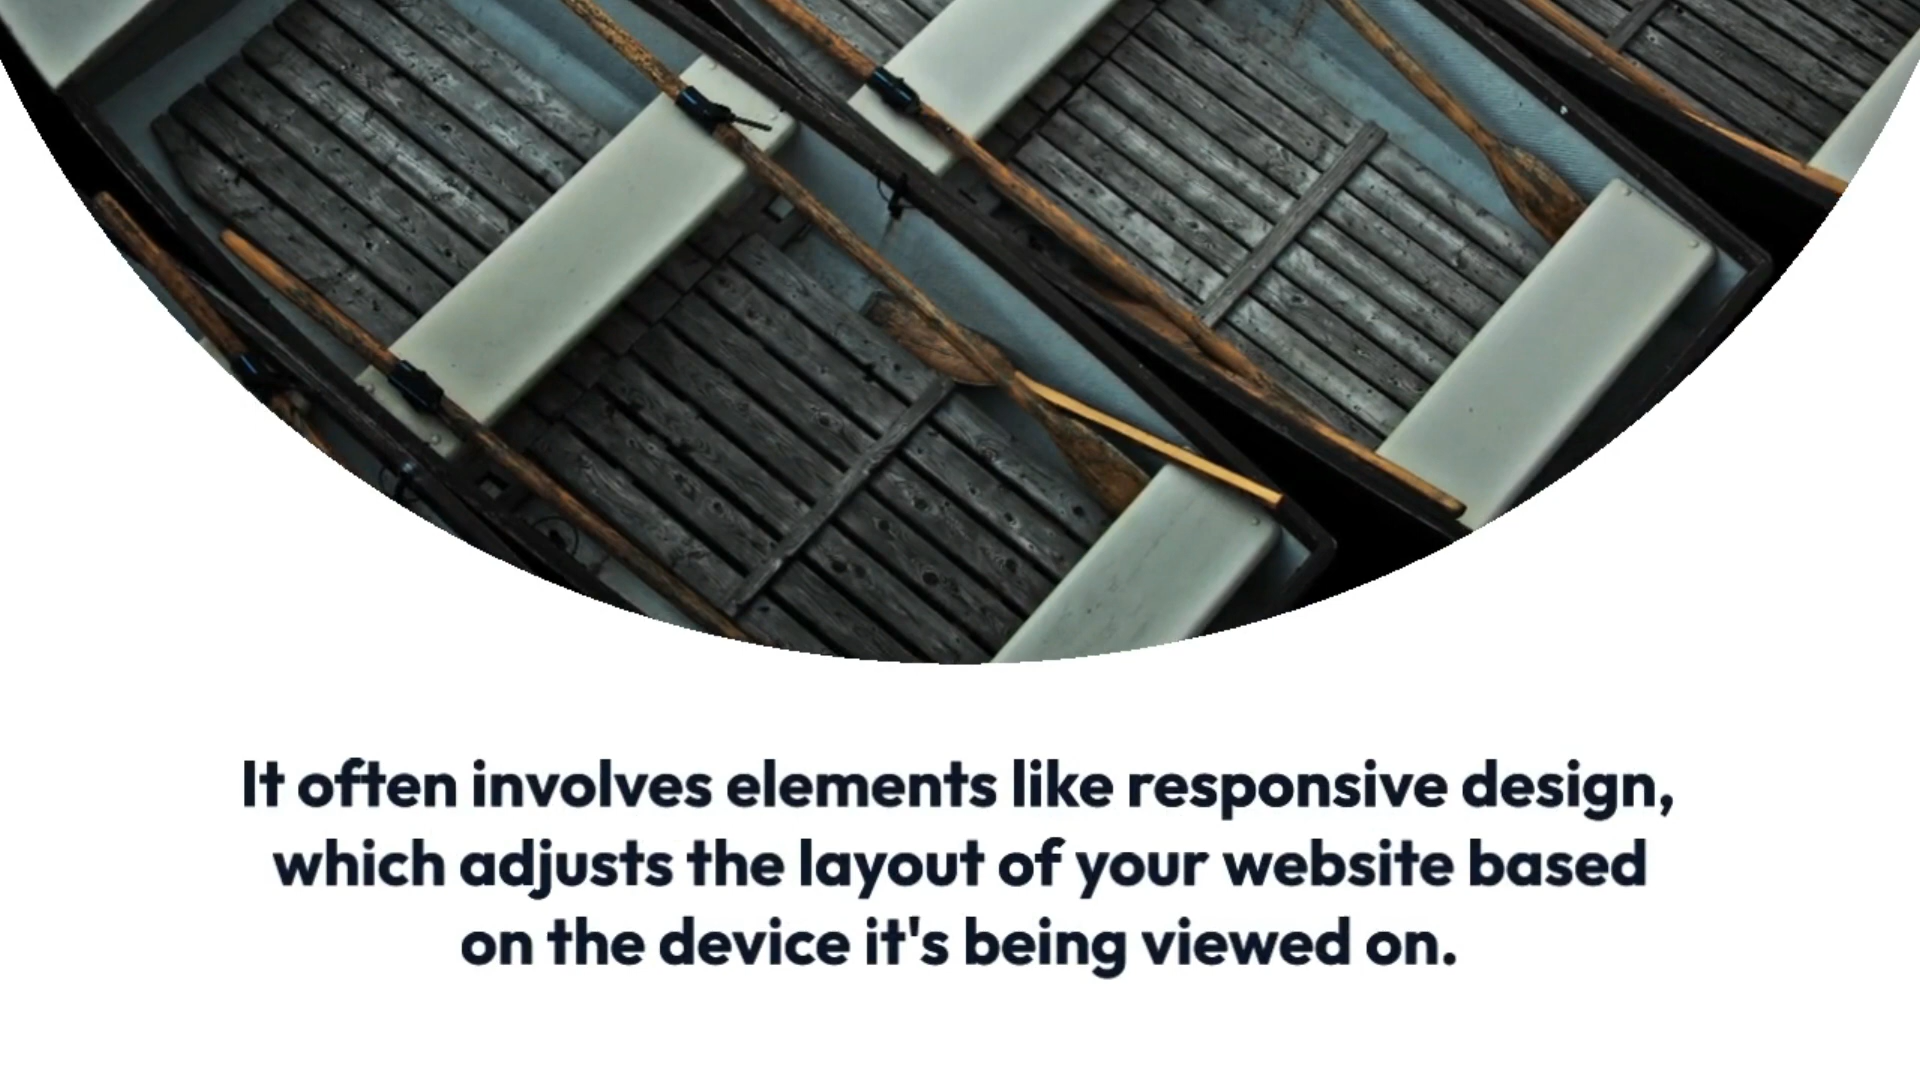 It often involves elements like responsive design,
which adjusts the layout of your website based
on the device it's being viewed on.